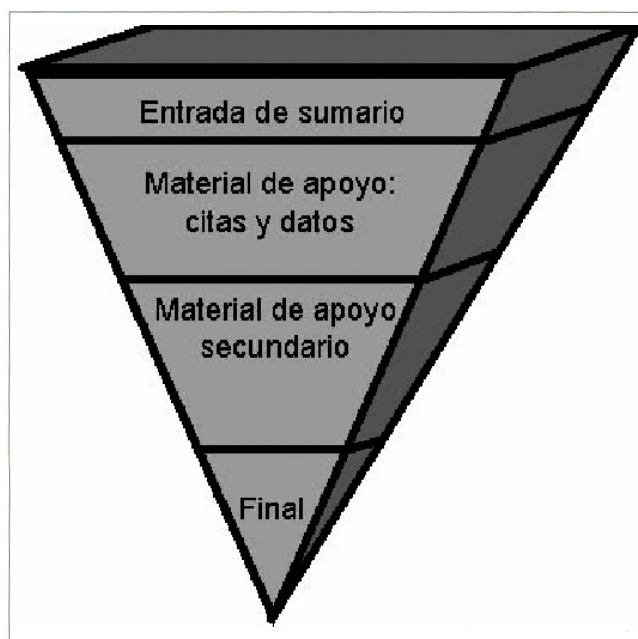 Entrada de sumario
Material de apoyo:
citas y datos
Material de apoyo
secundario
Final